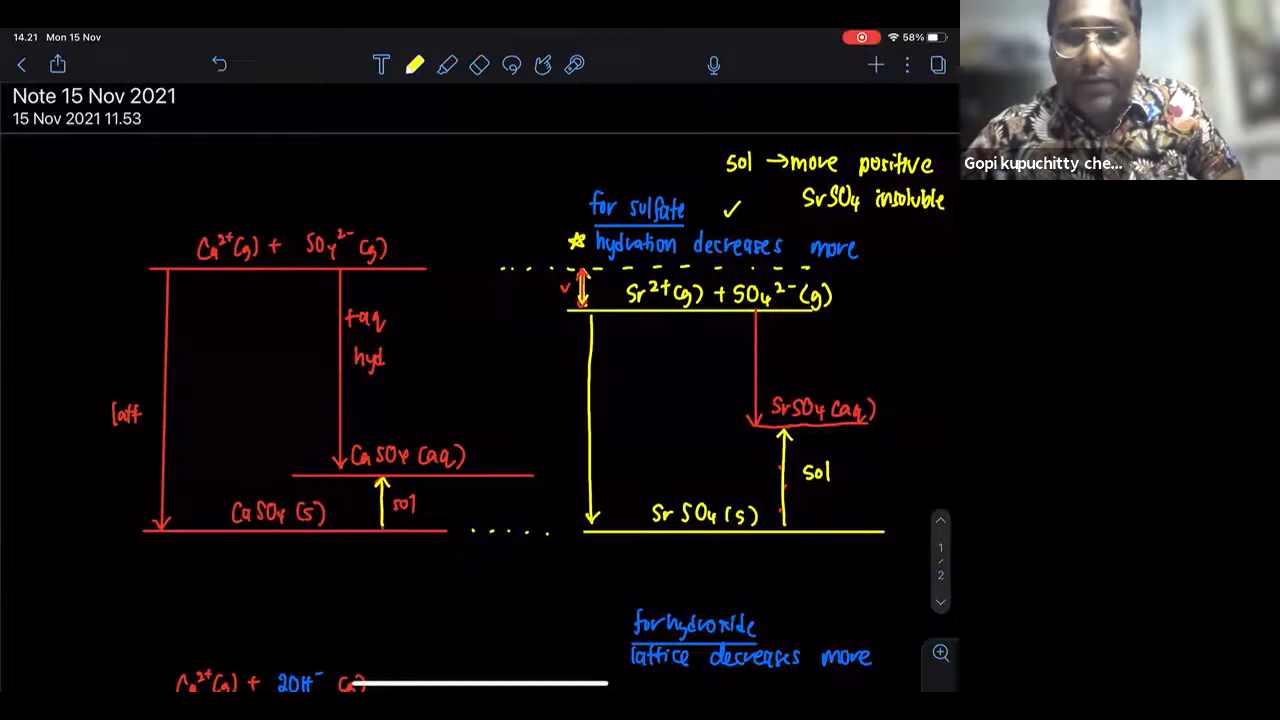 14.21 Mon 15 Nov
58%
Note 15 Nov 2021
15 Nov 2021 11.53
Gopi kupuchitty che...
sol → more positive
SrSO4 insoluble
for sulfate ✓
☆ hydration decreases more
Ca²⁺(g) + SO4²⁻ (g)
Sr²⁺(g) + SO4²⁻(g)
+aq
hyd
latt
CaSO4 (aq)
sol
CaSO4 (s)
SrSO4(aq)
sol
SrSO4(s)
1
/
2
for hydroxide
lattice decreases more
Ca²⁺(g) + 2OH⁻ (g)